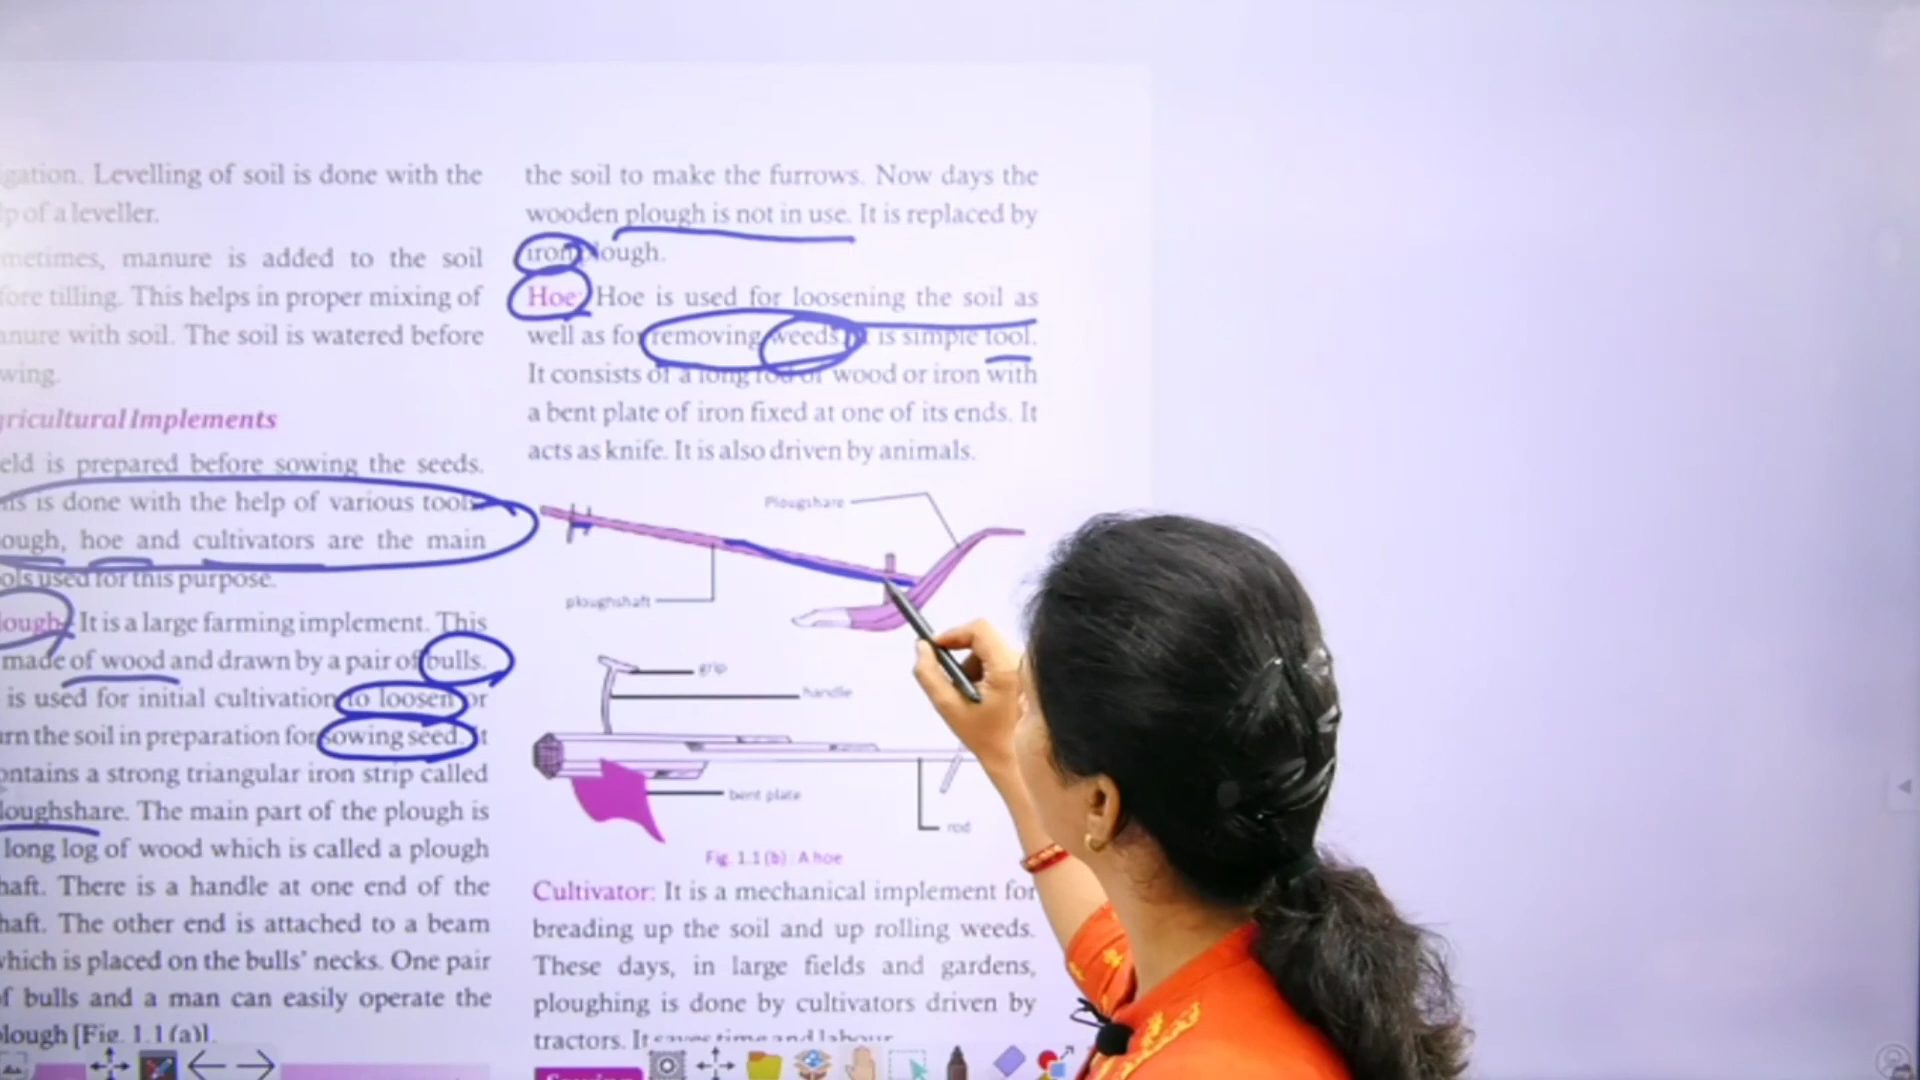 igation. Levelling of soil is done with the
lp of a leveller.
metimes, manure is added to the soil
fore tilling. This helps in proper mixing of
anure with soil. The soil is watered before
wing.
gricultural Implements
eld is prepared before sowing the seeds.
is is done with the help of various tools
ough, hoe and cultivators are the main
ols used for this purpose.
lough: It is a large farming implement. This
made of wood and drawn by a pair of bulls.
is used for initial cultivation to loosen or
urn the soil in preparation for sowing seed. It
ontains a strong triangular iron strip called
loughshare. The main part of the plough is
long log of wood which is called a plough
haft. There is a handle at one end of the
haft. The other end is attached to a beam
which is placed on the bulls' necks. One pair
f bulls and a man can easily operate the
lough [Fig. 1.1(a)].
the soil to make the furrows. Now days the
wooden plough is not in use. It is replaced by
iron plough.
Hoe: Hoe is used for loosening the soil as
well as for removing weeds. It is simple tool.
It consists of a long rod of wood or iron with
a bent plate of iron fixed at one of its ends. It
acts as knife. It is also driven by animals.
Plougshare
ploughshaft
grip
handle
bent plate
rod
Fig. 1.1 (b) : A hoe
Cultivator: It is a mechanical implement for
breading up the soil and up rolling weeds.
These days, in large fields and gardens,
ploughing is done by cultivators driven by
tractors. It saves time and labour.
Sowing